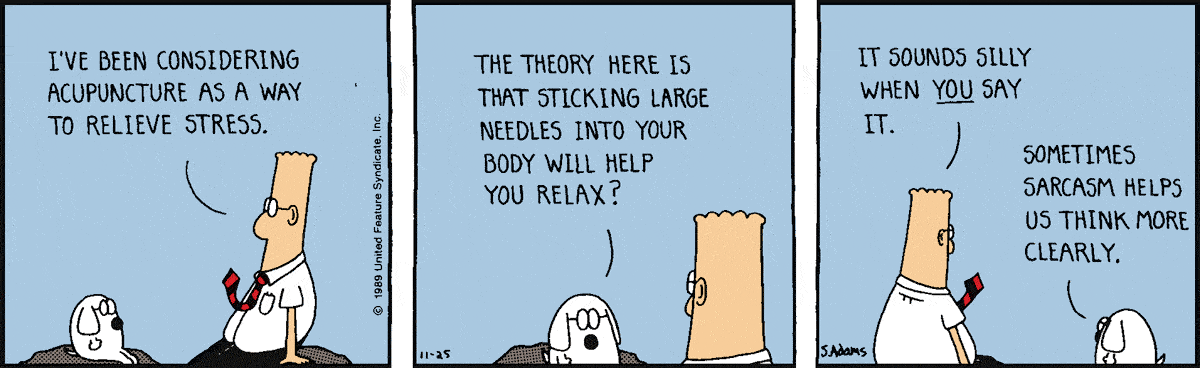 I'VE BEEN CONSIDERING
ACUPUNCTURE AS A WAY
TO RELIEVE STRESS.
© 1989 United Feature Syndicate, Inc.
THE THEORY HERE IS
THAT STICKING LARGE
NEEDLES INTO YOUR
BODY WILL HELP
YOU RELAX?
11-25
IT SOUNDS SILLY
WHEN YOU SAY
IT.
SOMETIMES
SARCASM HELPS
US THINK MORE
CLEARLY.
S.Adams